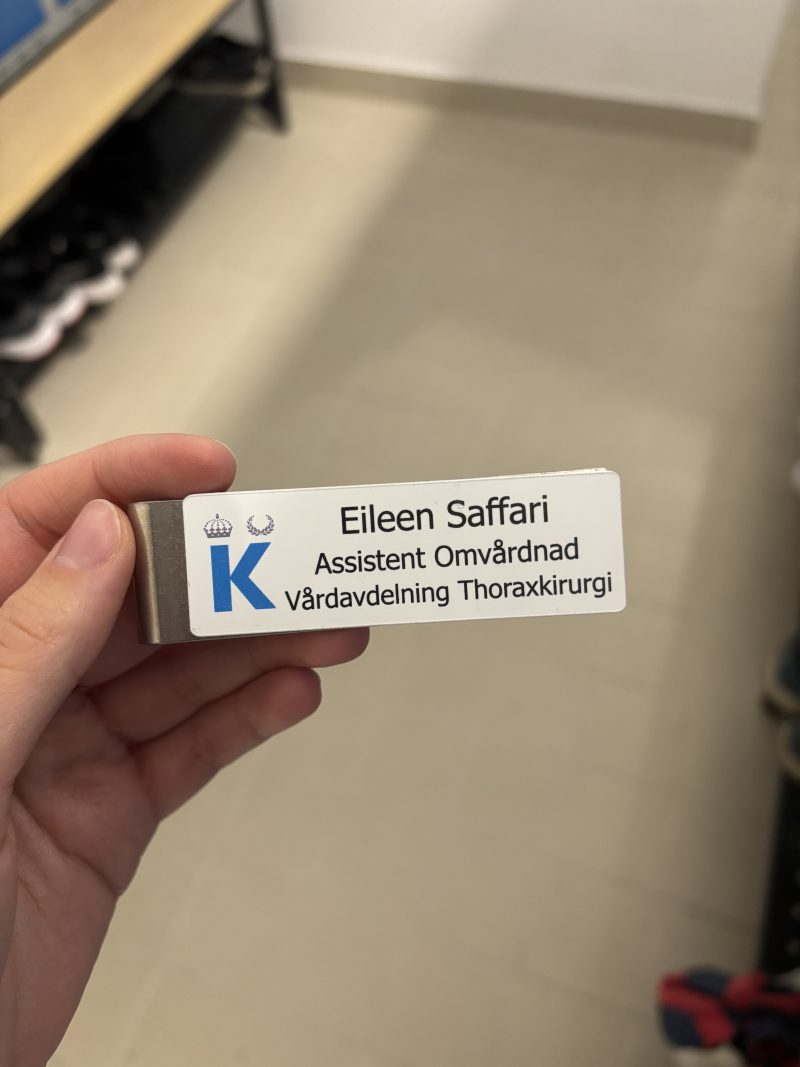 Eileen Saffari
Assistent Omvårdnad
K
Vårdavdelning Thoraxkirurgi